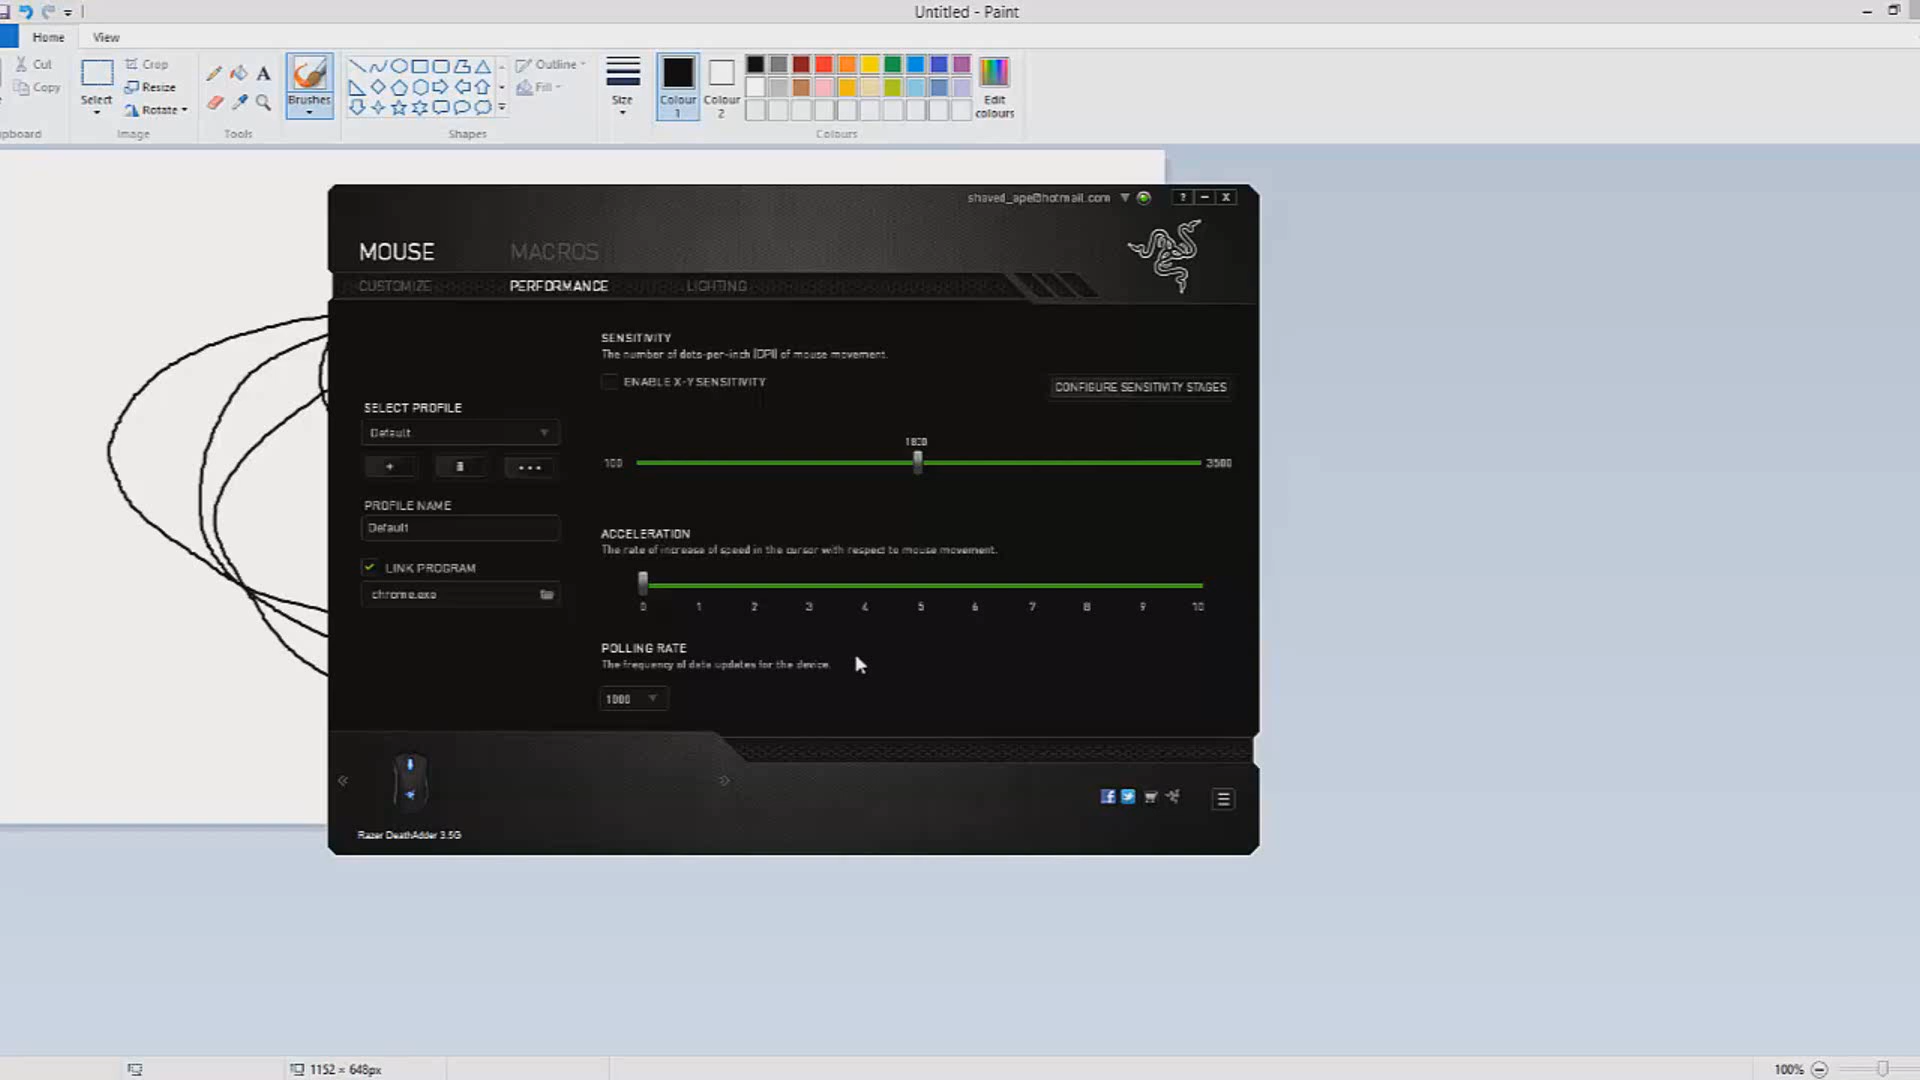 Untitled - Paint
Home View
Cut
Copy
Select
Crop
Resize
Rotate
Image
Tools
Brushes
Shapes
Outline
Fill
Size
Colour 1
Colour 2
Edit colours
Colours
shaved_ape@hotmail.com ? – X
MOUSE MACROS
CUSTOMIZE PERFORMANCE LIGHTING
SENSITIVITY
The number of dots-per-inch (DPI) of mouse movement.
ENABLE X-Y SENSITIVITY
CONFIGURE SENSITIVITY STAGES
SELECT PROFILE
Default
1800
100 3500
+
PROFILE NAME
Default
ACCELERATION
The rate of increase of speed in the cursor with respect to mouse movement.
LINK PROGRAM
chrome.exe
0 1 2 3 4 5 6 7 8 9 10
POLLING RATE
The frequency of data updates for the device.
1000
Razer DeathAdder 3.5G
1152 × 648px
100%